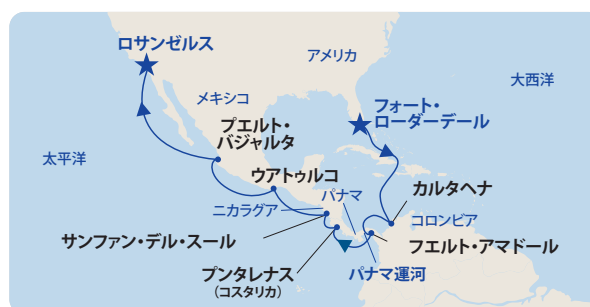 ロサンゼルス
アメリカ
大西洋
メキシコ
フォート・
ローダーデール
プエルト・
バジャルタ
太平洋
ウアトゥルコ
カルタヘナ
ニカラグア
パナマ
コロンビア
サンファン・デル・スール
フエルト・アマドール
プンタレナス
(コスタリカ)
パナマ運河